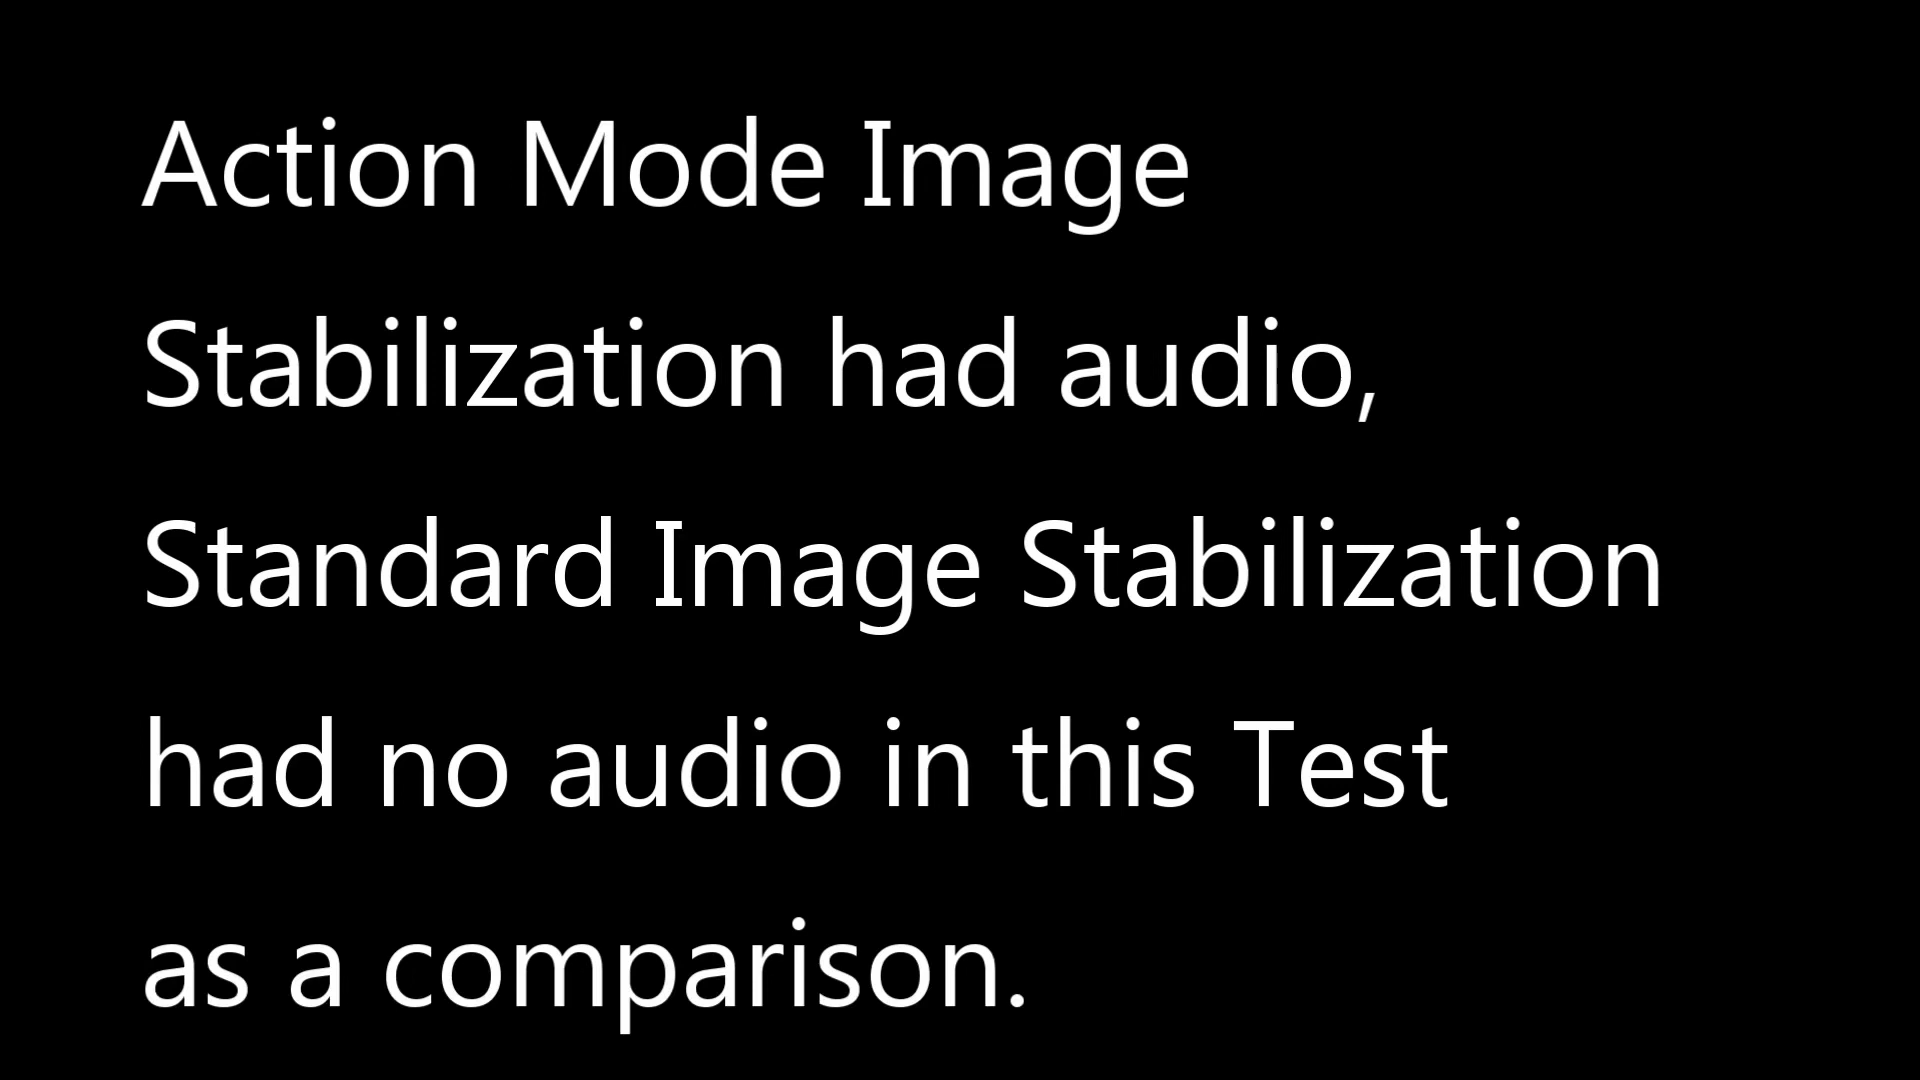 Action Mode Image
Stabilization had audio,
Standard Image Stabilization
had no audio in this Test
as a comparison.